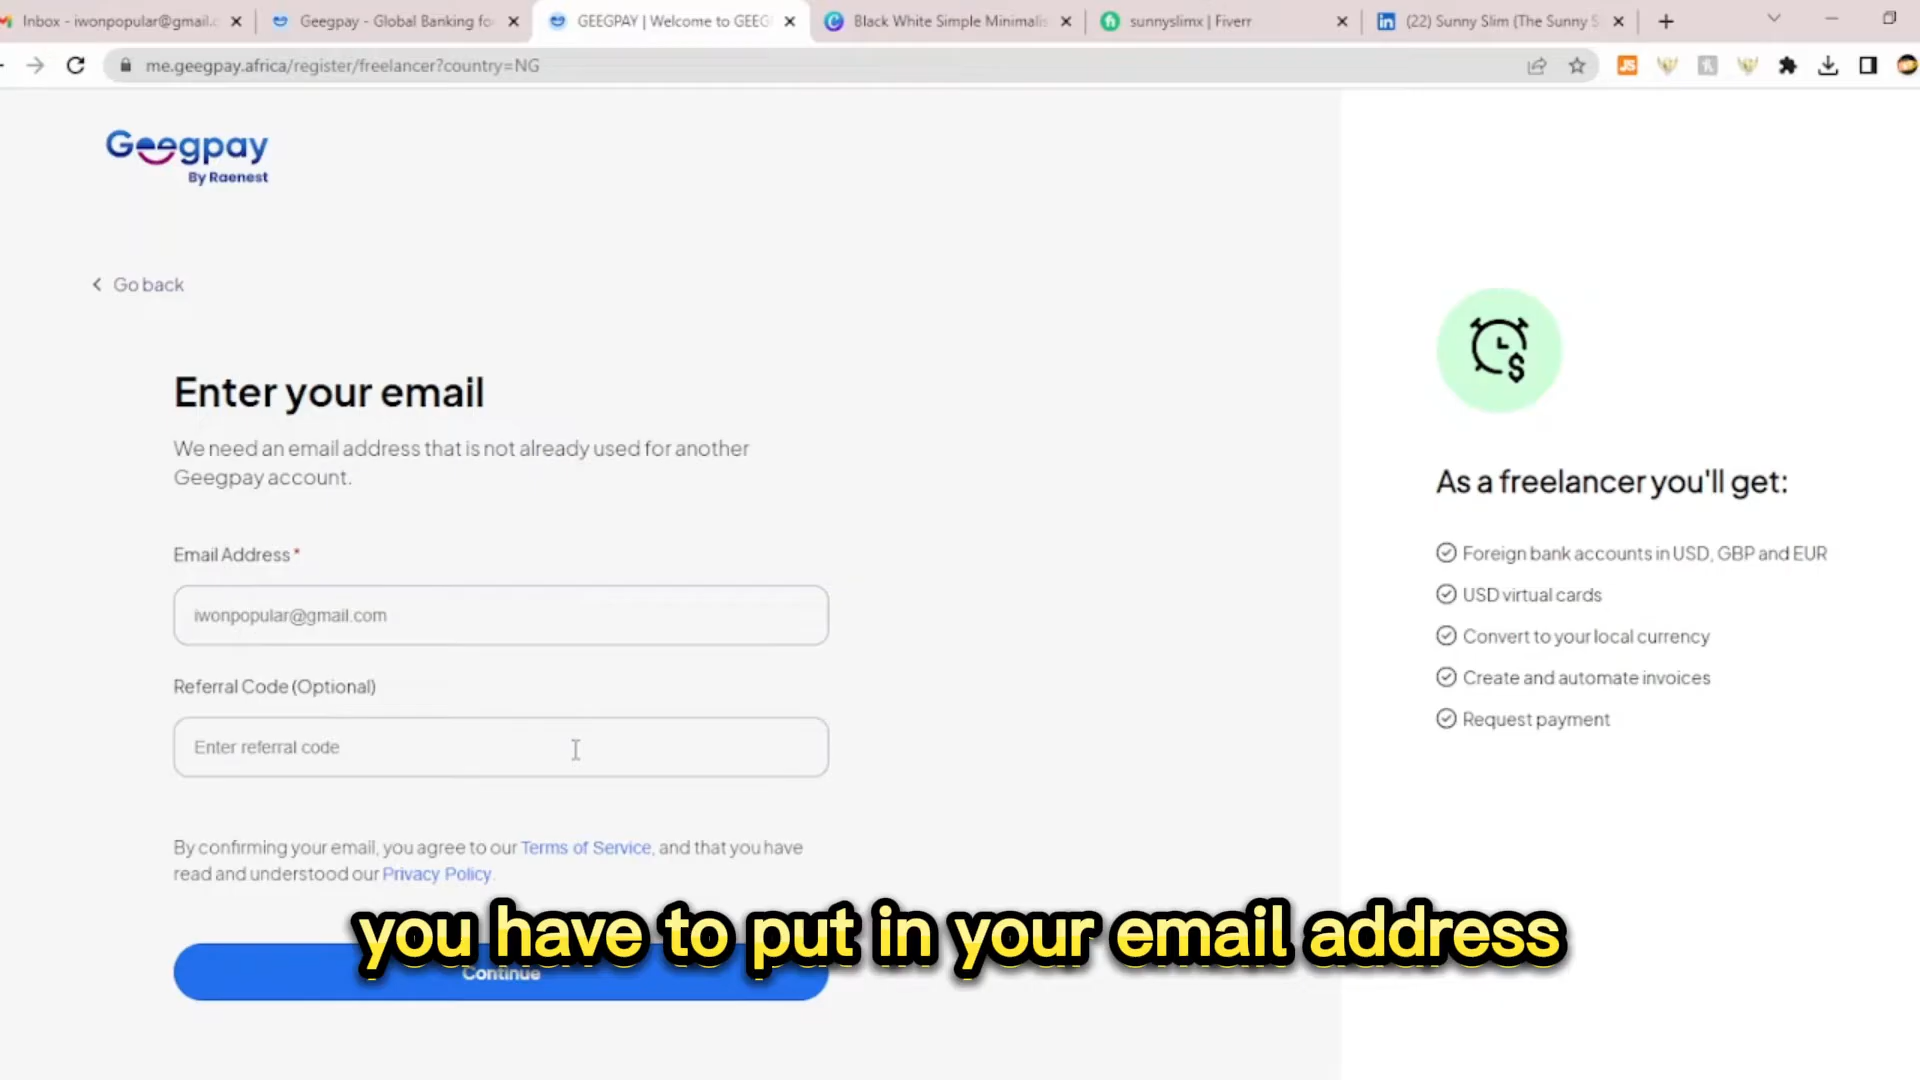 Inbox - iwonpopular@gmail.c
Geegpay - Global Banking fo
GEEGPAY | Welcome to GEEG
Black White Simple Minimalis
sunnyslimx | Fiverr
(22) Sunny Slim (The Sunny S
me.geegpay.africa/register/freelancer?country=NG
Geegpay
By Raenest
Go back
Enter your email
We need an email address that is not already used for another
Geegpay account.
Email Address *
iwonpopular@gmail.com
Referral Code (Optional)
Enter referral code
By confirming your email, you agree to our Terms of Service, and that you have
read and understood our Privacy Policy.
Continue
As a freelancer you'll get:
Foreign bank accounts in USD, GBP and EUR
USD virtual cards
Convert to your local currency
Create and automate invoices
Request payment
you have to put in your email address